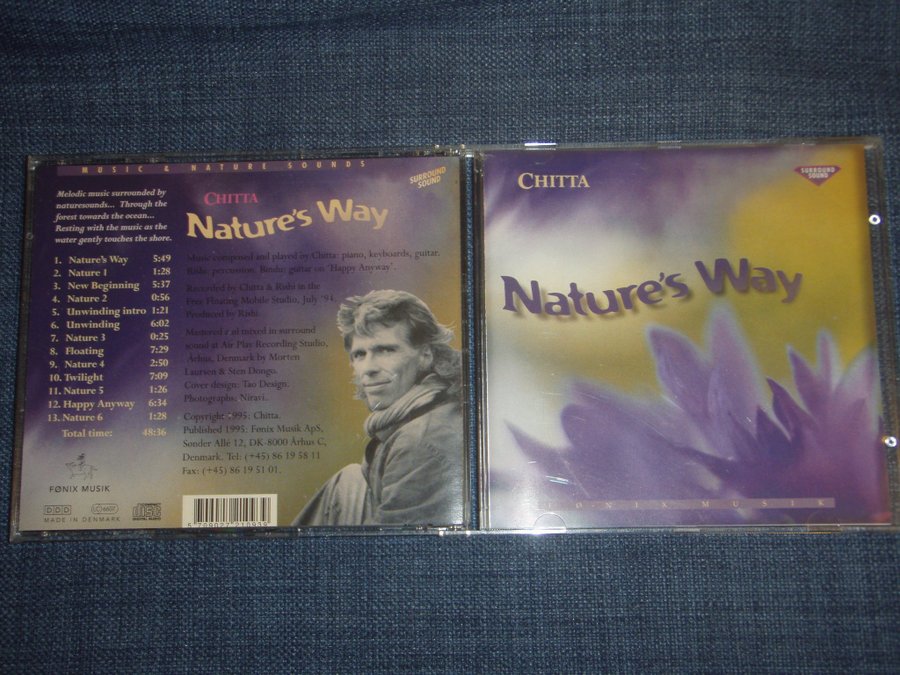 MUSIC & NATURE SOUNDS
SURROUND
SOUND
Melodic music surrounded by
naturesounds... Through the
forest towards the ocean...
Resting with the music as the
water gently touches the shore.
1. Nature's Way 5:49
2. Nature 1 1:28
3. New Beginning 5:37
4. Nature 2 0:56
5. Unwinding intro 1:21
6. Unwinding 6:02
7. Nature 3 0:25
8. Floating 7:29
9. Nature 4 2:50
10. Twilight 7:09
11. Nature 5 1:26
12. Happy Anyway 6:34
13. Nature 6 1:28
Total time: 48:36
FØNIX MUSIK
DDD
MADE IN DENMARK
DISC
DIGITAL AUDIO
CHITTA
Nature's Way
Music composed and played by Chitta: piano, keyboards, guitar.
Rishi: percussion. Bindu: guitar on 'Happy Anyway'.
Recorded by Chitta & Rishi in the
Free Floating Mobile Studio, July '94.
Produced by Rishi.
Mastered mixed in surround
sound at Air Play Recording Studio,
Århus, Denmark by Morten
Laursen & Sten Dongo.
Cover design: Tao Design.
Photographs: Niravi.
Copyright 1995: Chitta.
Published 1995: Fønix Musik ApS,
Sønder Allé 12, DK-8000 Århus C,
Denmark. Tel: (+45) 86 19 58 11
Fax: (+45) 86 19 51 01.
CHITTA
SURROUND
SOUND
Nature's Way
ONIX MUSIK